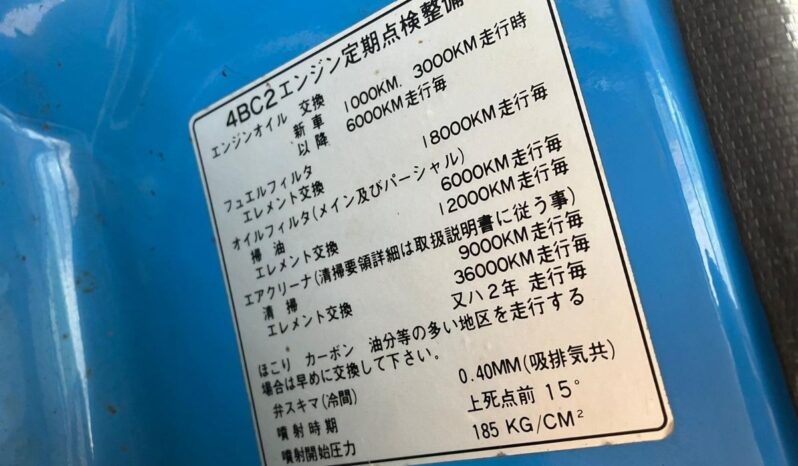 4BC2エンジン定期点検整備
エンジンオイル 交換
新車 1000KM. 3000KM走行時
以降 6000KM走行毎
フュエルフィルタ
エレメント交換 18000KM走行毎
オイルフィルタ(メイン及びパーシャル)
掃油 6000KM走行毎
エレメント交換 12000KM走行毎
エアクリーナ(清掃要領詳細は取扱説明書に従う事)
清掃 9000KM走行毎
エレメント交換 36000KM走行毎
又ハ2年 走行毎
ほこり カーボン 油分等の多い地区を走行する
場合は早めに交換して下さい。
弁スキマ(冷間) 0.40MM(吸排気共)
噴射時期 上死点前 15°
噴射開始圧力 185 KG/CM²